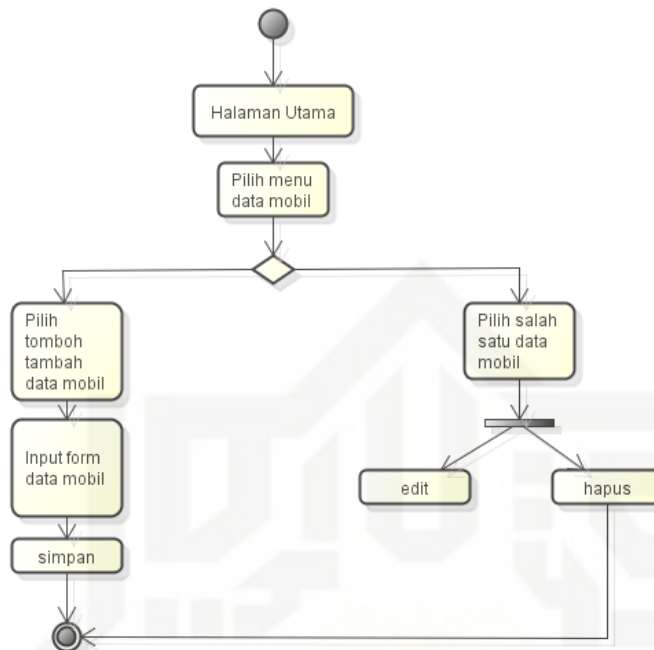 Halaman Utama
Pilih menu
data mobil
Pilih
tomboh
tambah
data mobil
Pilih salah
satu data
mobil
Input form
data mobil
edit
hapus
simpan